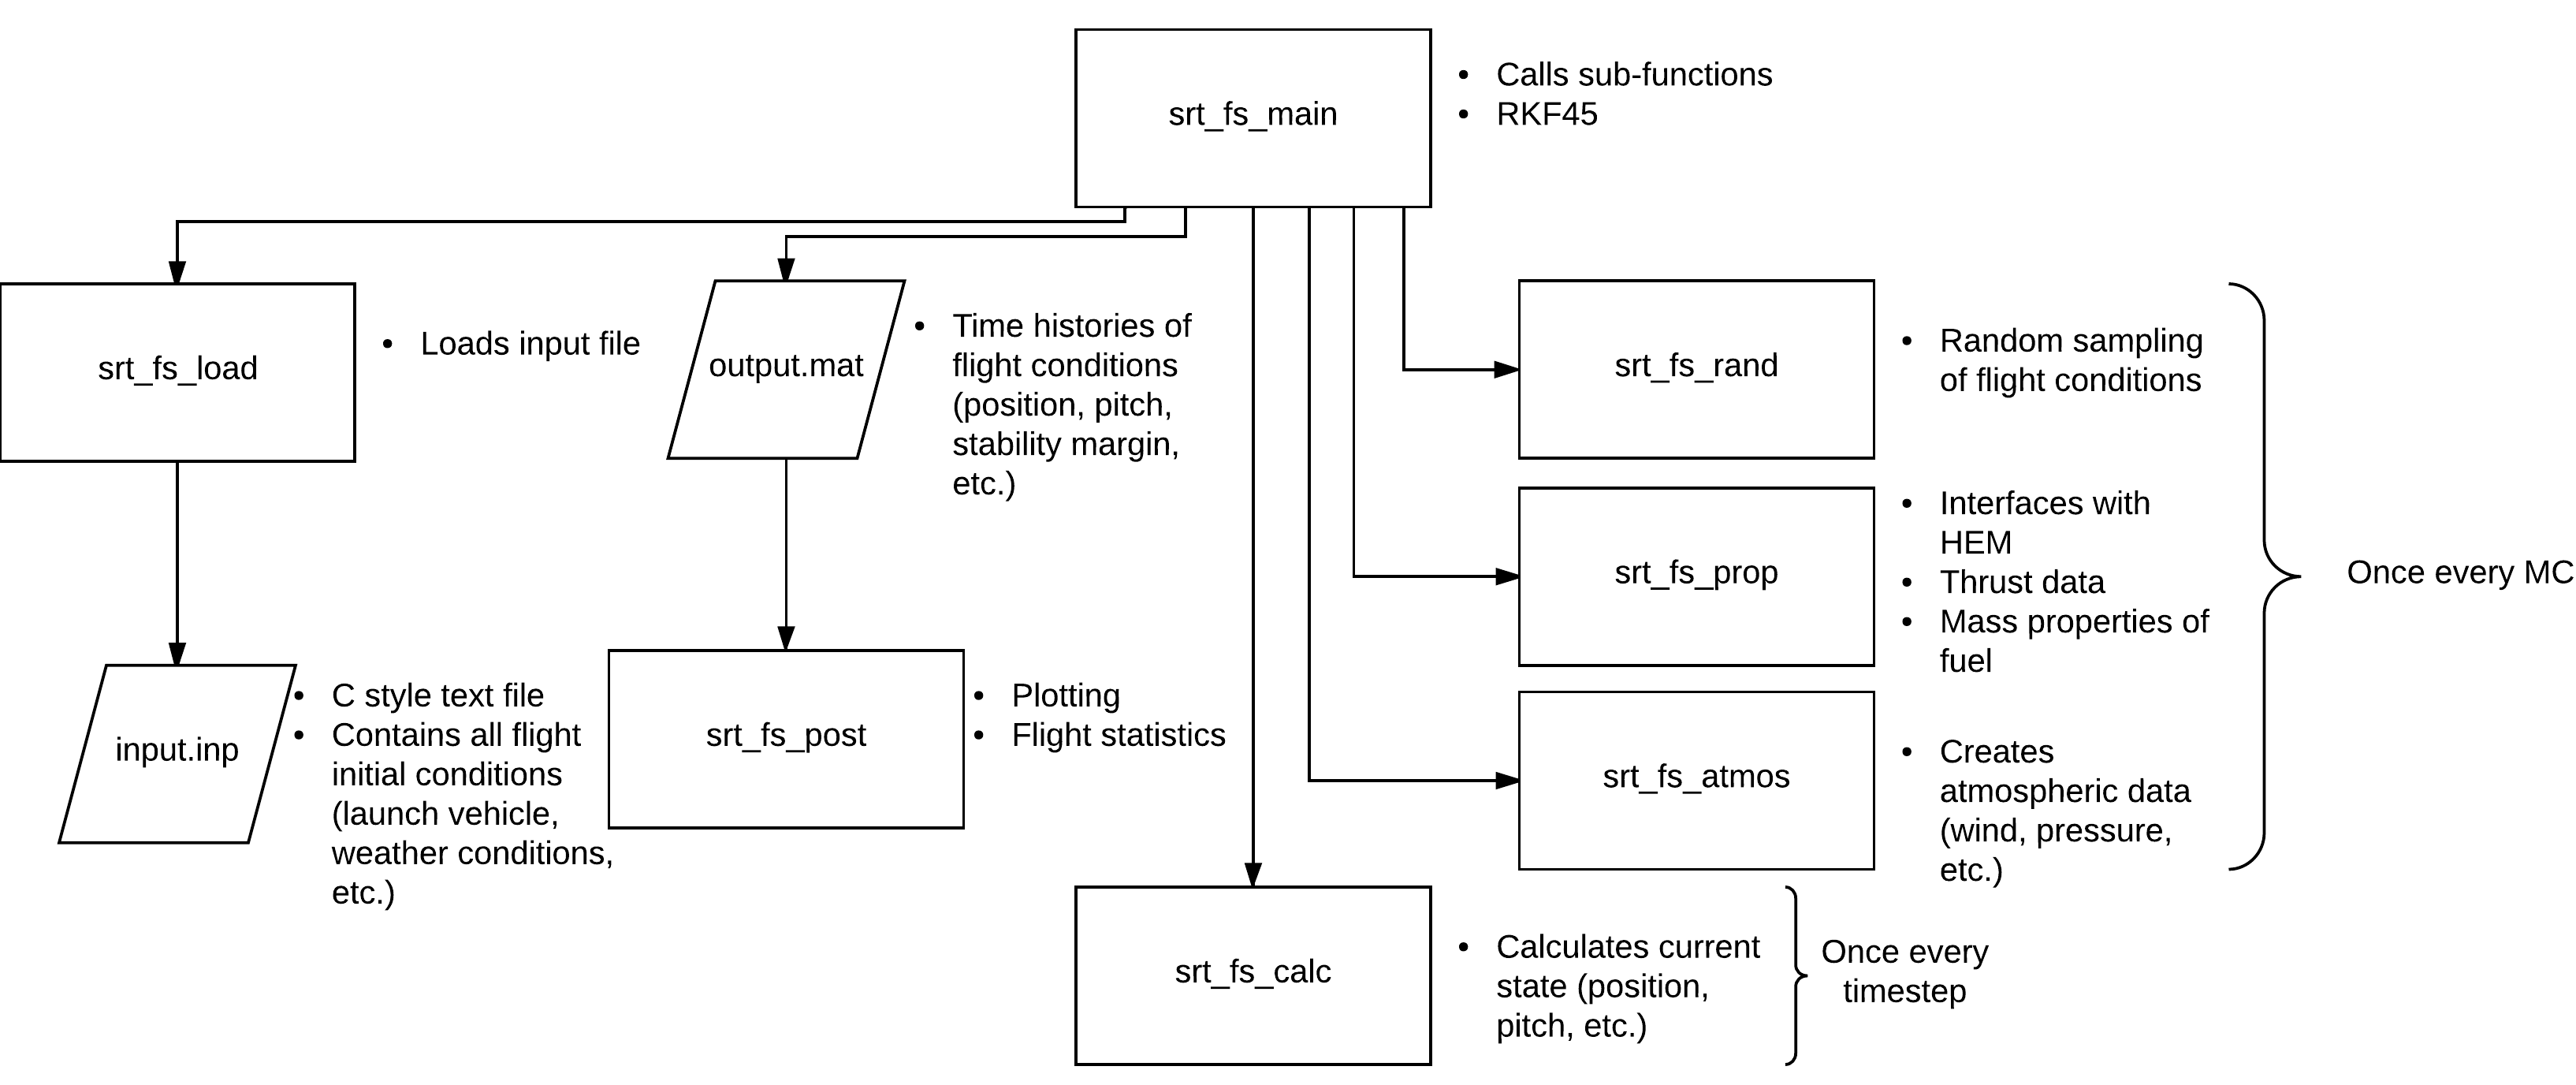 srt_fs_main
• Calls sub-functions
• RKF45
srt_fs_load
• Loads input file
output.mat
• Time histories of
flight conditions
(position, pitch,
stability margin,
etc.)
srt_fs_rand
• Random sampling
of flight conditions
srt_fs_prop
• Interfaces with
HEM
• Thrust data
• Mass properties of
fuel
Once every MC
input.inp
• C style text file
• Contains all flight
initial conditions
(launch vehicle,
weather conditions,
etc.)
srt_fs_post
• Plotting
• Flight statistics
srt_fs_atmos
• Creates
atmospheric data
(wind, pressure,
etc.)
srt_fs_calc
• Calculates current
state (position,
pitch, etc.)
Once every
timestep